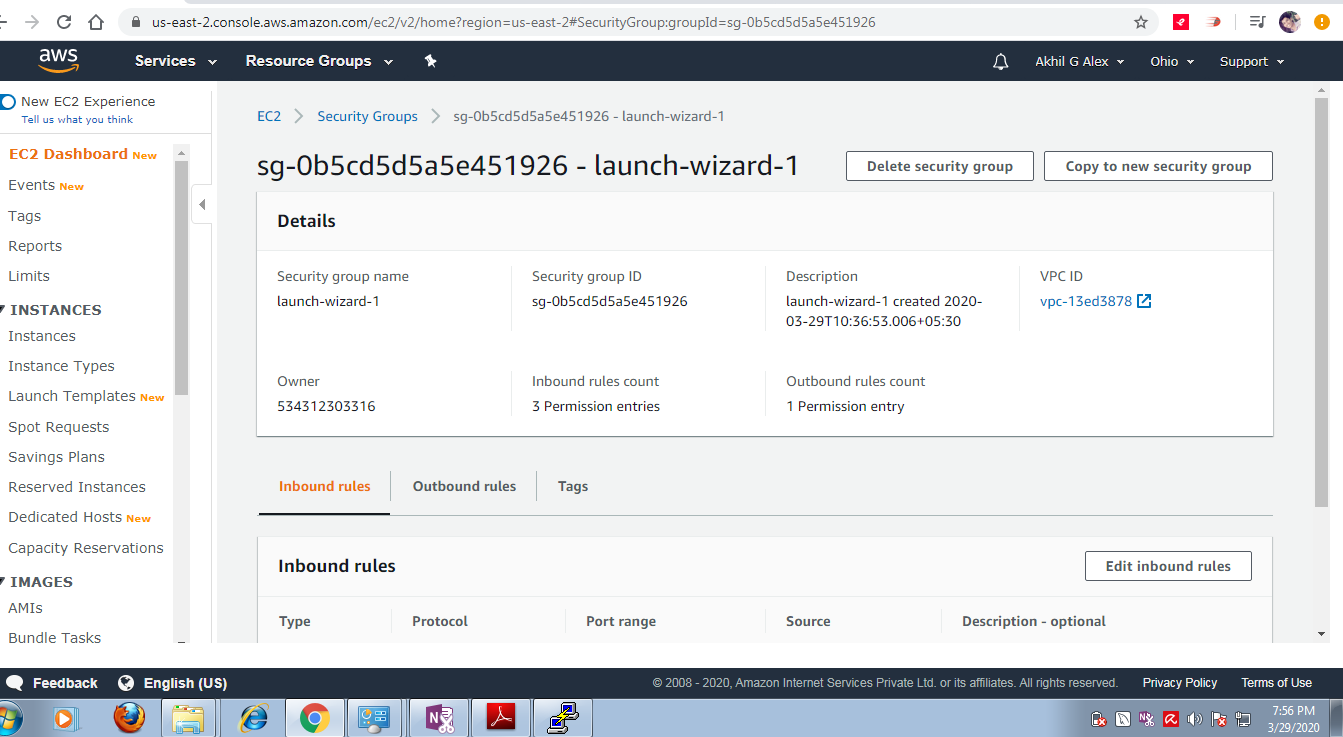 us-east-2.console.aws.amazon.com/ec2/v2/home?region=us-east-2#SecurityGroup:groupId=sg-0b5cd5d5a5e451926
aws Services Resource Groups Akhil G Alex Ohio Support
New EC2 Experience
Tell us what you think
EC2 Dashboard New
Events New
Tags
Reports
Limits
INSTANCES
Instances
Instance Types
Launch Templates New
Spot Requests
Savings Plans
Reserved Instances
Dedicated Hosts New
Capacity Reservations
IMAGES
AMIs
Bundle Tasks
EC2 Security Groups sg-0b5cd5d5a5e451926 - launch-wizard-1
sg-0b5cd5d5a5e451926 - launch-wizard-1 Delete security group Copy to new security group
Details
Security group name Security group ID Description VPC ID
launch-wizard-1 sg-0b5cd5d5a5e451926 launch-wizard-1 created 2020- vpc-13ed3878
03-29T10:36:53.006+05:30
Owner Inbound rules count Outbound rules count
534312303316 3 Permission entries 1 Permission entry
Inbound rules Outbound rules Tags
Inbound rules Edit inbound rules
Type Protocol Port range Source Description - optional
Feedback English (US) © 2008 - 2020, Amazon Internet Services Private Ltd. or its affiliates. All rights reserved. Privacy Policy Terms of Use
7:56 PM
3/29/2020